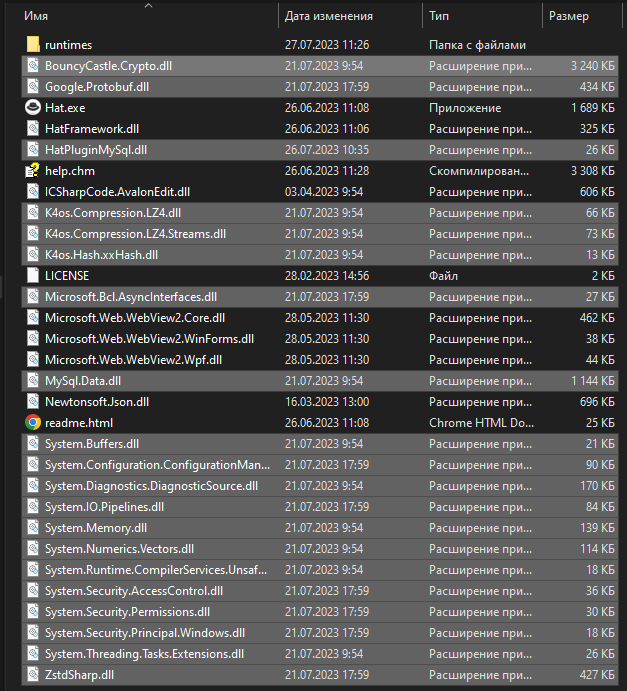 Имя Дата изменения Тип Размер
runtimes 27.07.2023 11:26 Папка с файлами
BouncyCastle.Crypto.dll 21.07.2023 9:54 Расширение при... 3 240 КБ
Google.Protobuf.dll 21.07.2023 17:59 Расширение при... 434 КБ
Hat.exe 26.06.2023 11:08 Приложение 1 689 КБ
HatFramework.dll 26.06.2023 11:06 Расширение при... 325 КБ
HatPluginMySql.dll 26.07.2023 10:35 Расширение при... 26 КБ
help.chm 26.06.2023 11:28 Скомпилирован... 3 308 КБ
ICSharpCode.AvalonEdit.dll 03.04.2023 9:54 Расширение при... 606 КБ
K4os.Compression.LZ4.dll 21.07.2023 9:54 Расширение при... 66 КБ
K4os.Compression.LZ4.Streams.dll 21.07.2023 9:54 Расширение при... 73 КБ
K4os.Hash.xxHash.dll 21.07.2023 9:54 Расширение при... 13 КБ
LICENSE 28.02.2023 14:56 Файл 2 КБ
Microsoft.Bcl.AsyncInterfaces.dll 21.07.2023 17:59 Расширение при... 27 КБ
Microsoft.Web.WebView2.Core.dll 28.05.2023 11:30 Расширение при... 462 КБ
Microsoft.Web.WebView2.WinForms.dll 28.05.2023 11:30 Расширение при... 38 КБ
Microsoft.Web.WebView2.Wpf.dll 28.05.2023 11:30 Расширение при... 44 КБ
MySql.Data.dll 21.07.2023 9:54 Расширение при... 1 144 КБ
Newtonsoft.Json.dll 16.03.2023 13:00 Расширение при... 696 КБ
readme.html 26.06.2023 11:08 Chrome HTML Do... 25 КБ
System.Buffers.dll 21.07.2023 9:54 Расширение при... 21 КБ
System.Configuration.ConfigurationMan... 21.07.2023 17:59 Расширение при... 90 КБ
System.Diagnostics.DiagnosticSource.dll 21.07.2023 9:54 Расширение при... 170 КБ
System.IO.Pipelines.dll 21.07.2023 17:59 Расширение при... 84 КБ
System.Memory.dll 21.07.2023 9:54 Расширение при... 139 КБ
System.Numerics.Vectors.dll 21.07.2023 9:54 Расширение при... 114 КБ
System.Runtime.CompilerServices.Unsaf... 21.07.2023 9:54 Расширение при... 18 КБ
System.Security.AccessControl.dll 21.07.2023 17:59 Расширение при... 36 КБ
System.Security.Permissions.dll 21.07.2023 17:59 Расширение при... 30 КБ
System.Security.Principal.Windows.dll 21.07.2023 17:59 Расширение при... 18 КБ
System.Threading.Tasks.Extensions.dll 21.07.2023 9:54 Расширение при... 26 КБ
ZstdSharp.dll 21.07.2023 17:59 Расширение при... 427 КБ